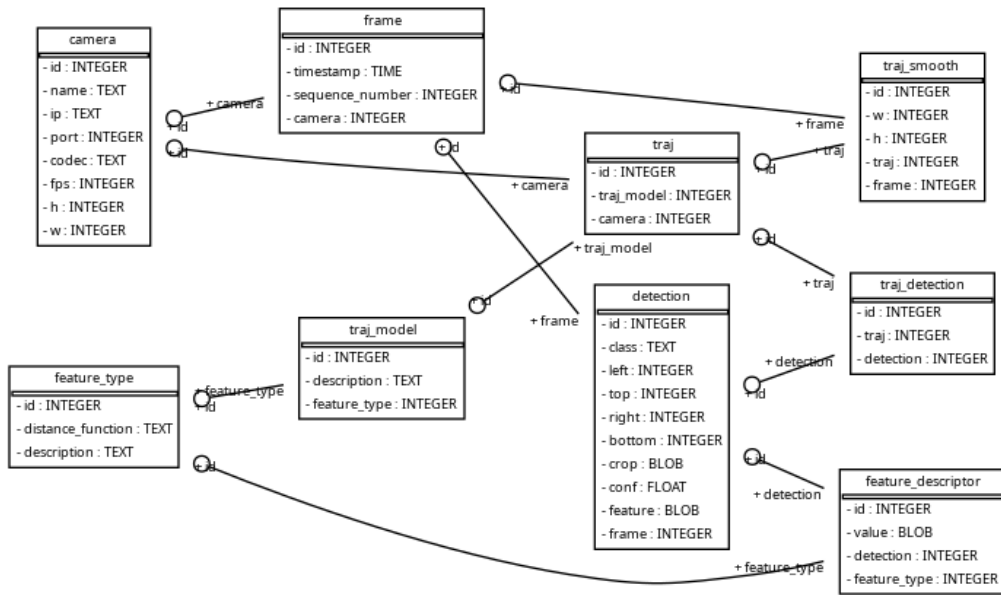 camera
- id : INTEGER
- name : TEXT
- ip : TEXT
- port : INTEGER
- codec : TEXT
- fps : INTEGER
- h : INTEGER
- w : INTEGER
frame
- id : INTEGER
- timestamp : TIME
- sequence_number : INTEGER
- camera : INTEGER
traj_smooth
- id : INTEGER
- w : INTEGER
- h : INTEGER
- traj : INTEGER
- frame : INTEGER
traj
- id : INTEGER
- traj_model : INTEGER
- camera : INTEGER
+ camera
+ id
+ id
+ camera
+ id
+ frame
+ id
+ frame
+ traj
+ id
+ id
+ traj
+ traj_model
+ id
traj_model
- id : INTEGER
- description : TEXT
- feature_type : INTEGER
detection
- id : INTEGER
- class : TEXT
- left : INTEGER
- top : INTEGER
- right : INTEGER
- bottom : INTEGER
- crop : BLOB
- conf : FLOAT
- feature : BLOB
- frame : INTEGER
traj_detection
- id : INTEGER
- traj : INTEGER
- detection : INTEGER
feature_type
- id : INTEGER
- distance_function : TEXT
- description : TEXT
+ feature_type
+ id
+ id
+ feature_type
+ detection
+ id
+ id
+ detection
feature_descriptor
- id : INTEGER
- value : BLOB
- detection : INTEGER
- feature_type : INTEGER